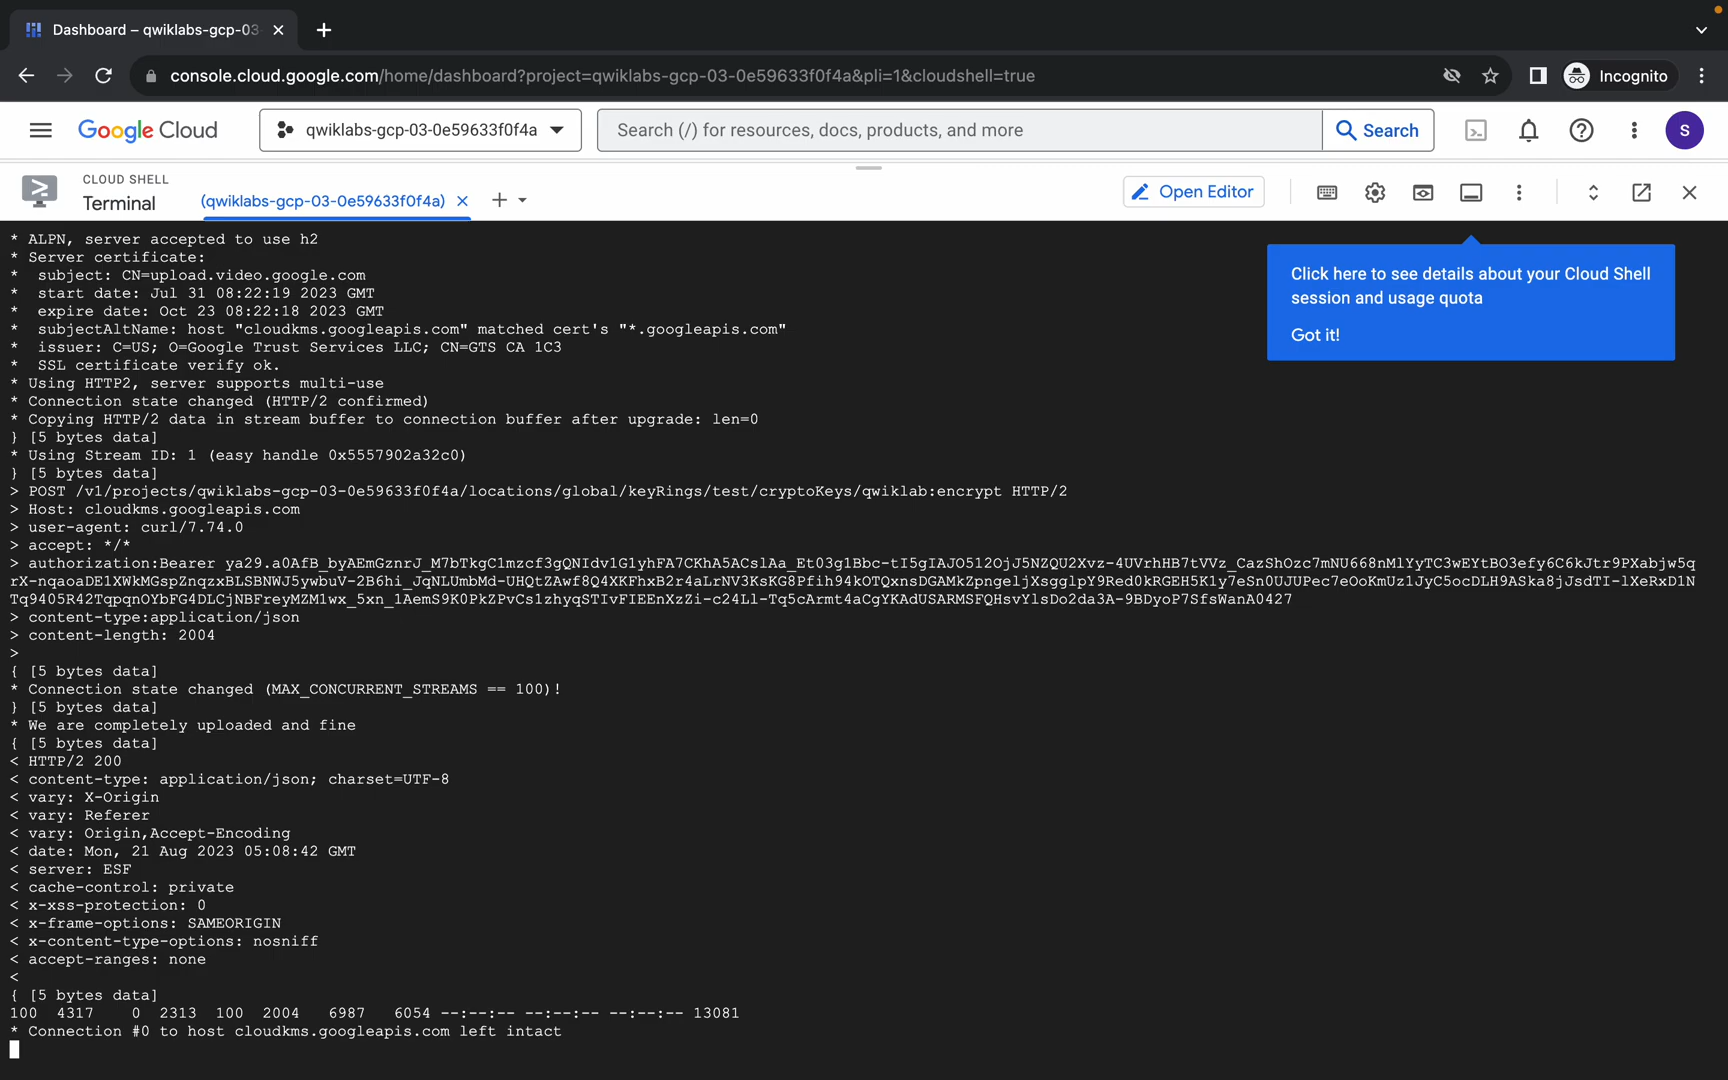 Dashboard – qwiklabs-gcp-03
console.cloud.google.com/home/dashboard?project=qwiklabs-gcp-03-0e59633f0f4a&pli=1&cloudshell=true
Incognito
Google Cloud
qwiklabs-gcp-03-0e59633f0f4a
Search (/) for resources, docs, products, and more
Search
S
CLOUD SHELL
Terminal
(qwiklabs-gcp-03-0e59633f0f4a)
Open Editor
Click here to see details about your Cloud Shell
session and usage quota
Got it!
* ALPN, server accepted to use h2
* Server certificate:
*  subject: CN=upload.video.google.com
*  start date: Jul 31 08:22:19 2023 GMT
*  expire date: Oct 23 08:22:18 2023 GMT
*  subjectAltName: host "cloudkms.googleapis.com" matched cert's "*.googleapis.com"
*  issuer: C=US; O=Google Trust Services LLC; CN=GTS CA 1C3
*  SSL certificate verify ok.
* Using HTTP2, server supports multi-use
* Connection state changed (HTTP/2 confirmed)
* Copying HTTP/2 data in stream buffer to connection buffer after upgrade: len=0
} [5 bytes data]
* Using Stream ID: 1 (easy handle 0x5557902a32c0)
} [5 bytes data]
> POST /v1/projects/qwiklabs-gcp-03-0e59633f0f4a/locations/global/keyRings/test/cryptoKeys/qwiklab:encrypt HTTP/2
> Host: cloudkms.googleapis.com
> user-agent: curl/7.74.0
> accept: */*
> authorization:Bearer ya29.a0AfB_byAEmGznrJ_M7bTkgC1mzcf3gQNIdv1G1yhFA7CKhA5ACslAa_Et03g1Bbc-tI5gIAJO512OjJ5NZQU2Xvz-4UVrhHB7tVVz_CazShOzc7mNU668nMlYyTC3wEYtBO3efy6C6kJtr9PXabjw5q
rX-nqaoaDE1XWkMGspZnqzxBLSBNWJ5ywbuV-2B6hi_JqNLUmbMd-UHQtZAwf8Q4XKFhxB2r4aLrNV3KsKG8Pfih94kOTQxnsDGAMkZpngeljXsgglpY9Red0kRGEH5K1y7eSn0UJUPec7eOoKmUz1JyC5ocDLH9ASka8jJsdTI-lXeRxD1N
Tq9405R42TqpqnOYbFG4DLCjNBFreyMZM1wx_5xn_1AemS9K0PkZPvCs1zhyqSTIvFIEEnXzZi-c24Ll-Tq5cArmt4aCgYKAdUSARMSFQHsvYlsDo2da3A-9BDyoP7SfsWanA0427
> content-type:application/json
> content-length: 2004
>
{ [5 bytes data]
* Connection state changed (MAX_CONCURRENT_STREAMS == 100)!
} [5 bytes data]
* We are completely uploaded and fine
{ [5 bytes data]
< HTTP/2 200
< content-type: application/json; charset=UTF-8
< vary: X-Origin
< vary: Referer
< vary: Origin,Accept-Encoding
< date: Mon, 21 Aug 2023 05:08:42 GMT
< server: ESF
< cache-control: private
< x-xss-protection: 0
< x-frame-options: SAMEORIGIN
< x-content-type-options: nosniff
< accept-ranges: none
<
{ [5 bytes data]
100  4317    0  2313  100  2004   6987   6054 --:--:-- --:--:-- --:--:-- 13081
* Connection #0 to host cloudkms.googleapis.com left intact